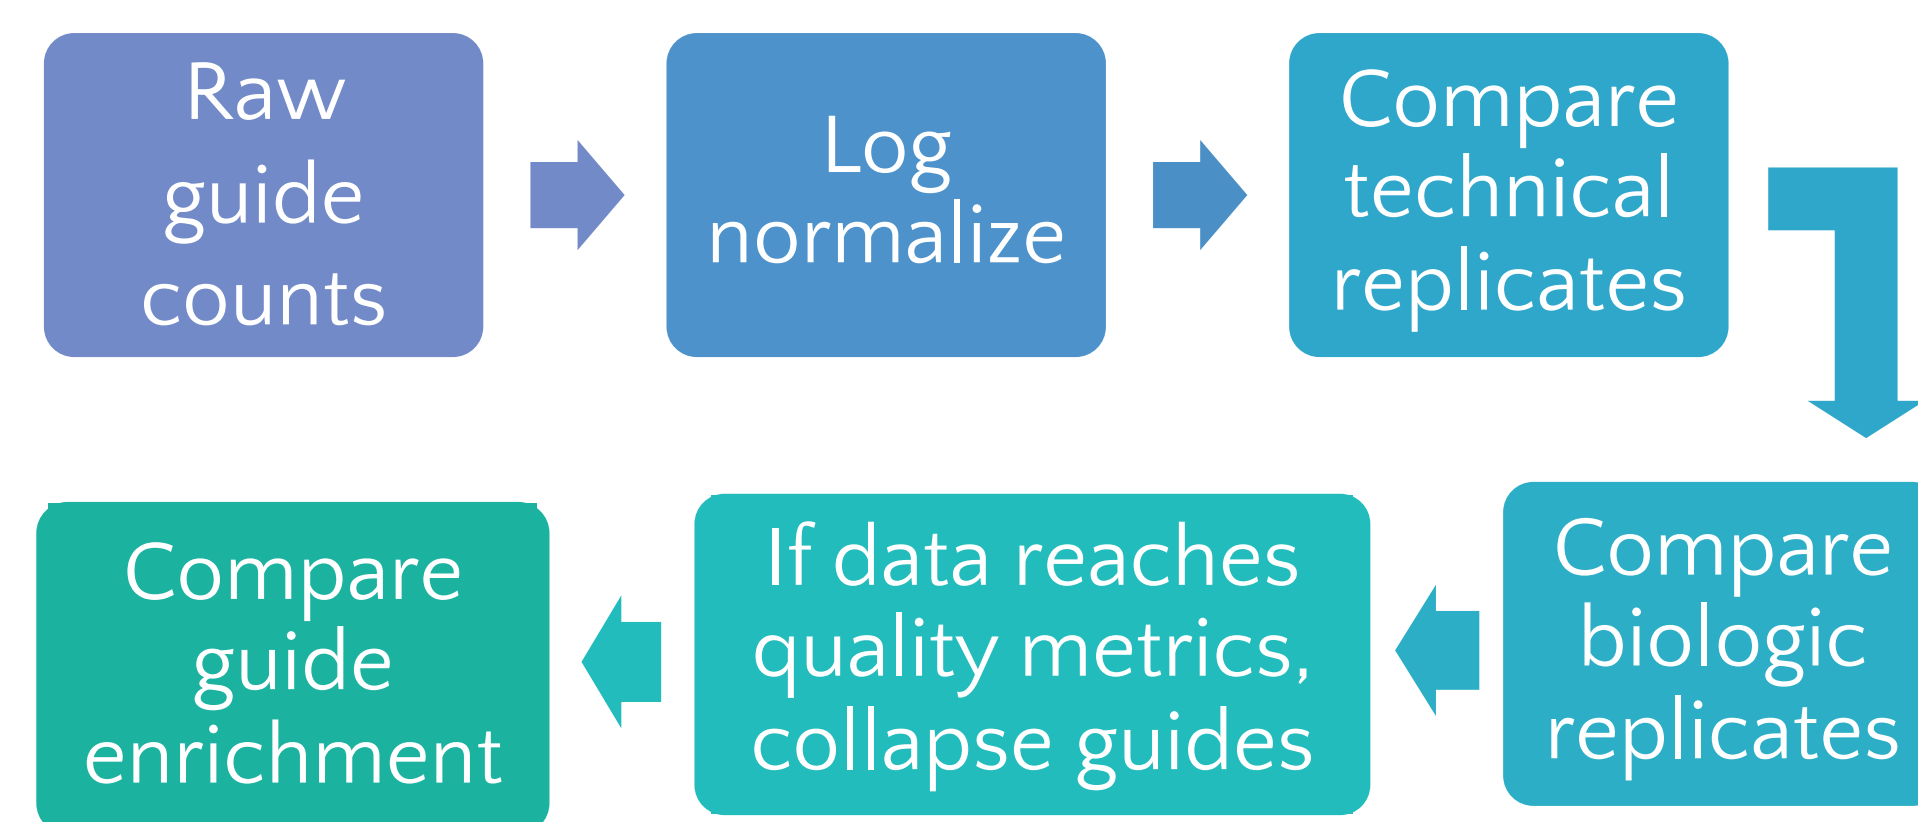 Raw
guide
counts
Log
normalize
Compare
technical
replicates
Compare
biologic
replicates
If data reaches
quality metrics,
collapse guides
Compare
guide
enrichment